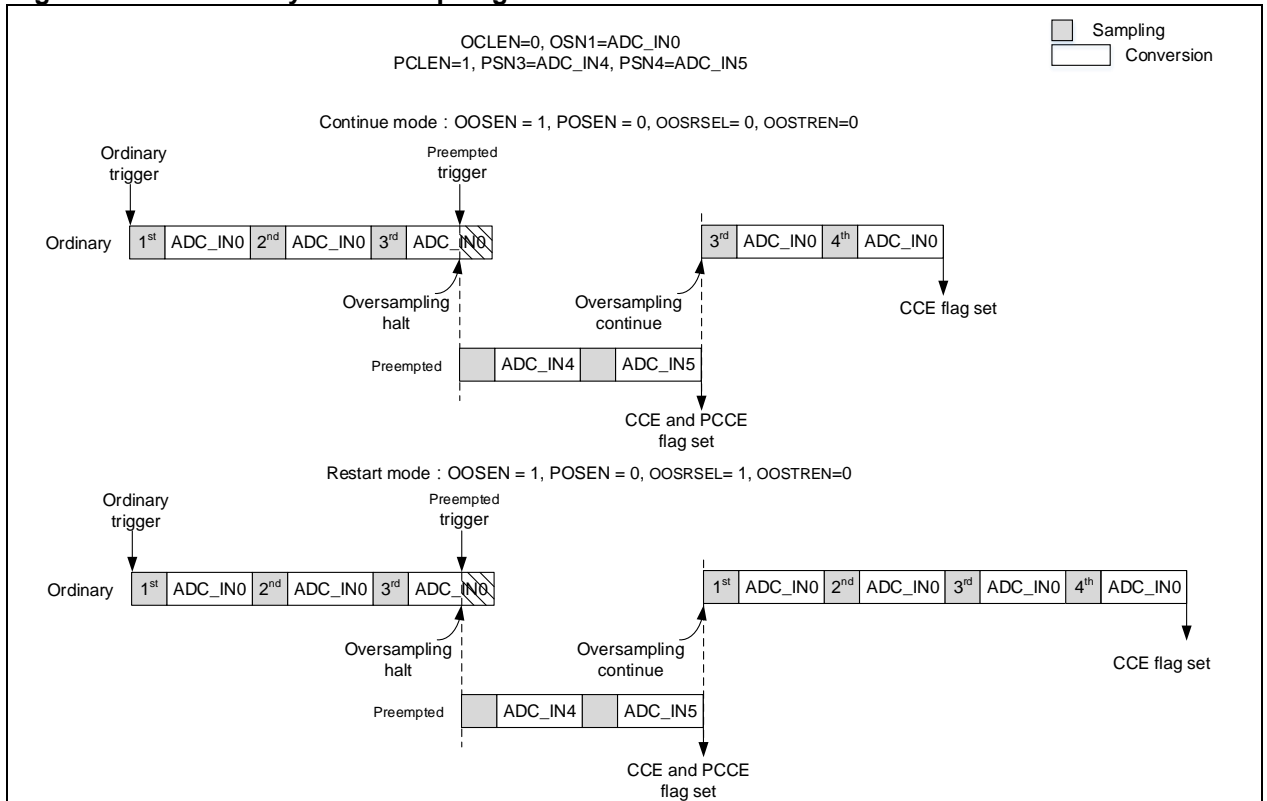 OCLEN=0, OSN1=ADC_IN0
PCLEN=1, PSN3=ADC_IN4, PSN4=ADC_IN5
Sampling
Conversion
Continue mode : OOSEN = 1, POSEN = 0, OOSRSEL= 0, OOSTREN=0
Ordinary
trigger
Preempted
trigger
Ordinary 1st ADC_IN0 2nd ADC_IN0 3rd ADC_IN0 3rd ADC_IN0 4th ADC_IN0
Oversampling
halt
Oversampling
continue
CCE flag set
Preempted ADC_IN4 ADC_IN5
CCE and PCCE
flag set
Restart mode : OOSEN = 1, POSEN = 0, OOSRSEL= 1, OOSTREN=0
Ordinary
trigger
Preempted
trigger
Ordinary 1st ADC_IN0 2nd ADC_IN0 3rd ADC_IN0 1st ADC_IN0 2nd ADC_IN0 3rd ADC_IN0 4th ADC_IN0
Oversampling
halt
Oversampling
continue
CCE flag set
Preempted ADC_IN4 ADC_IN5
CCE and PCCE
flag set